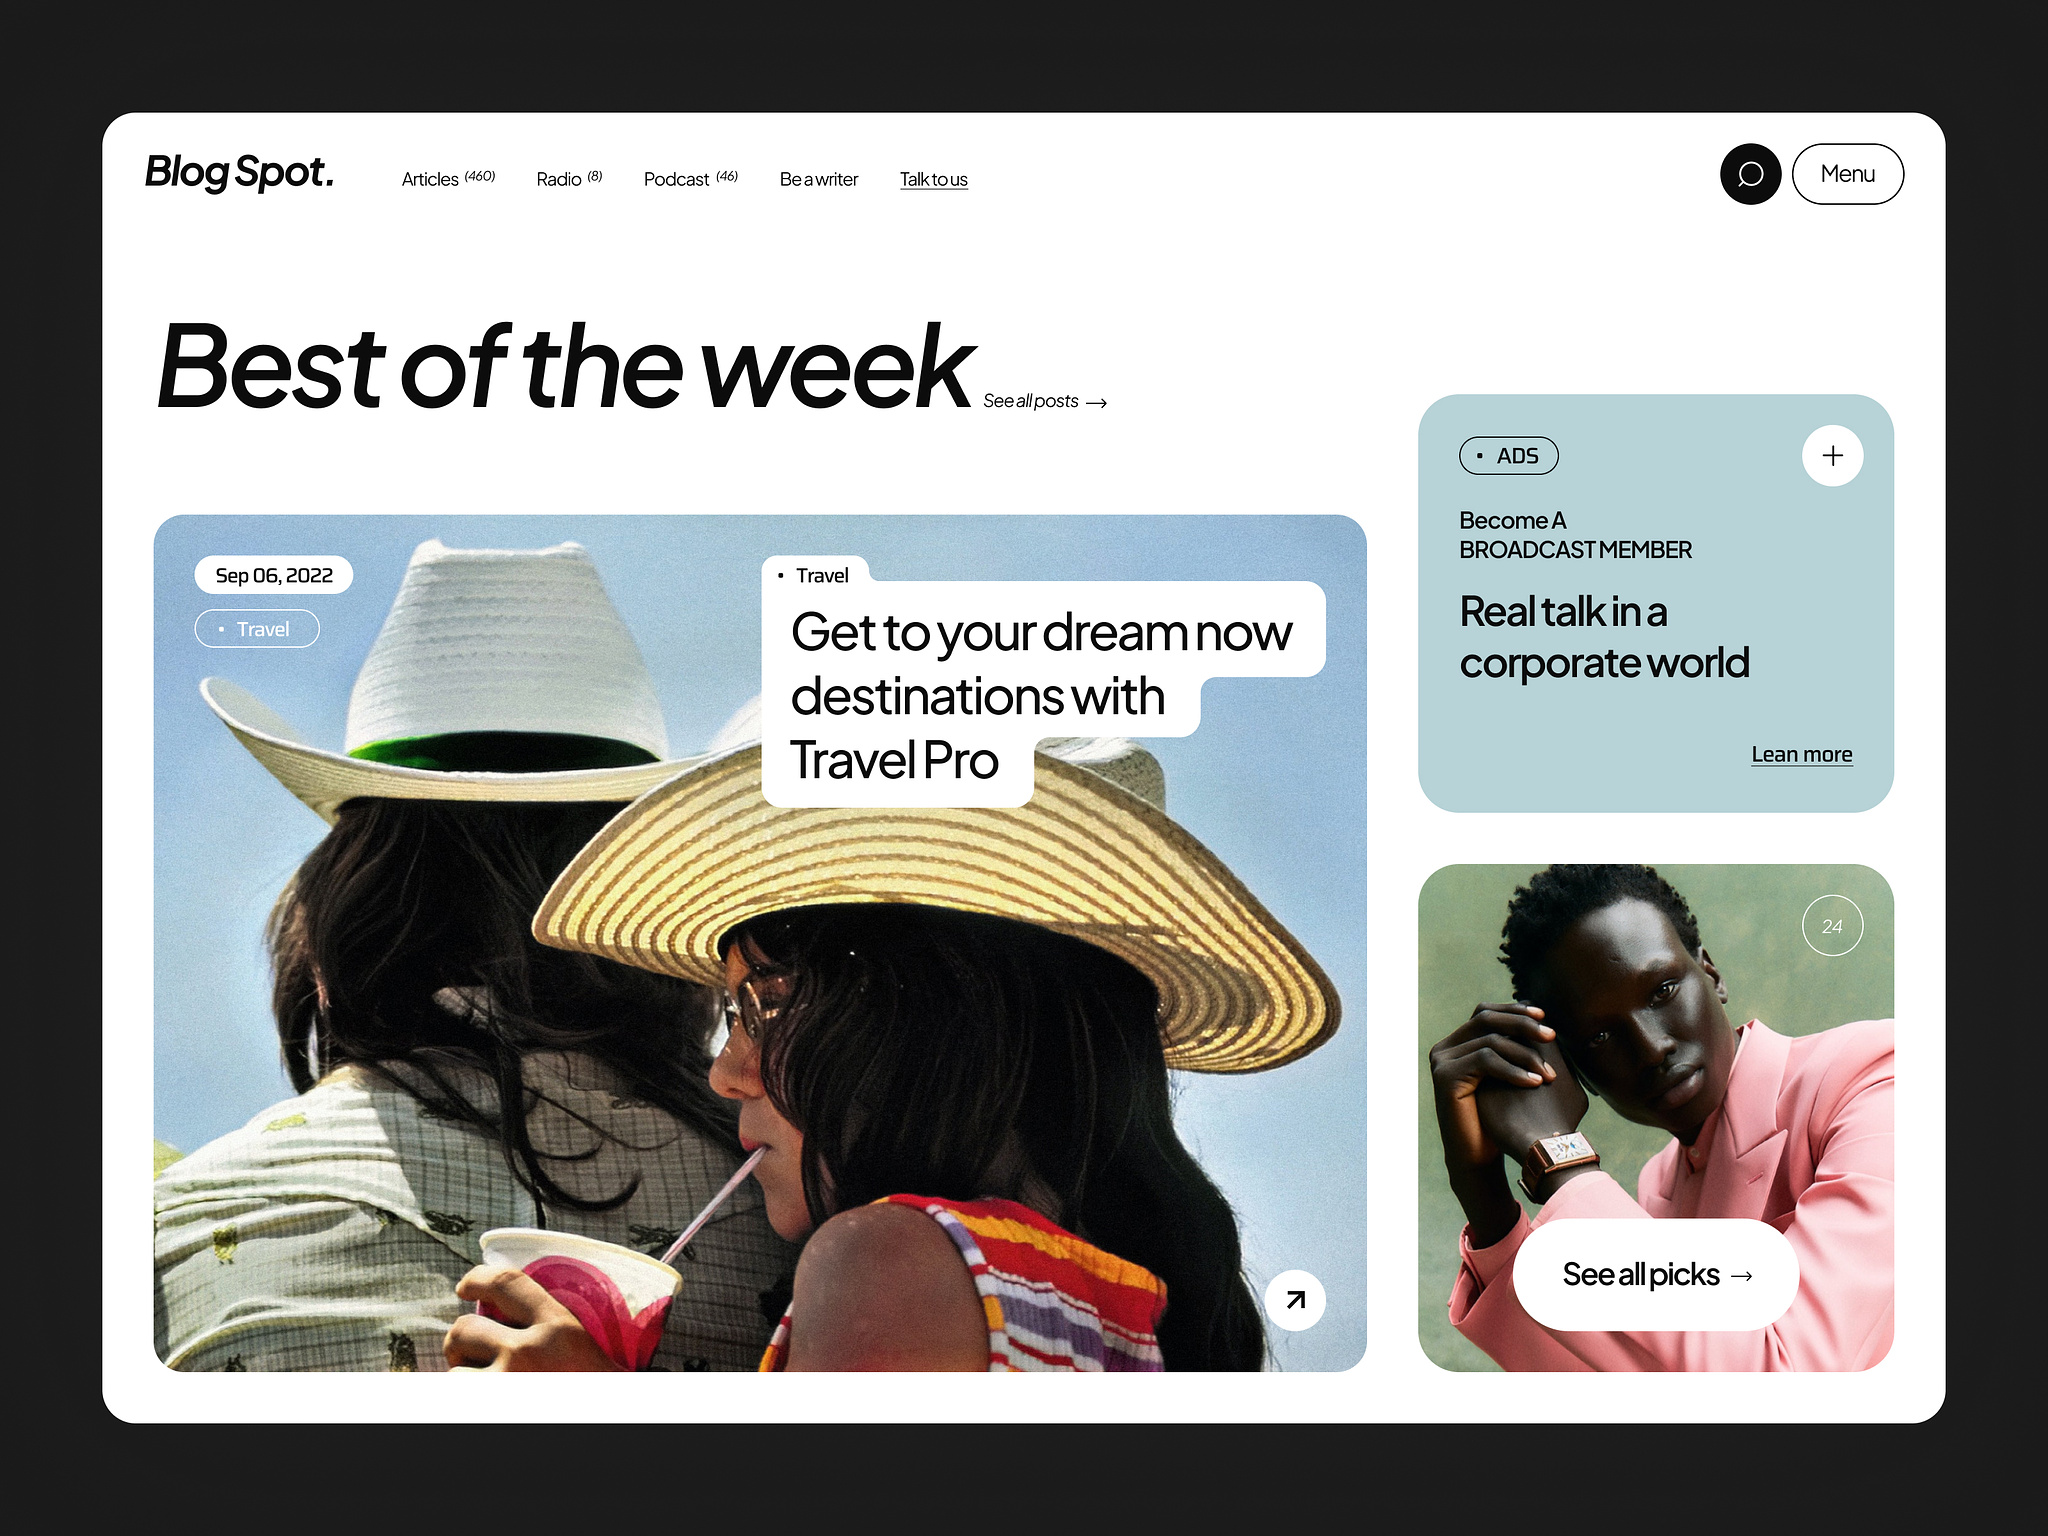 Blog Spot.
Articles (460)
Radio (8)
Podcast (46)
Be a writer
Talk to us
Menu
Best of the week
See all posts →
Sep 06, 2022
• Travel
• Travel
Get to your dream now
destinations with
Travel Pro
• ADS
Become A
BROADCAST MEMBER
Real talk in a
corporate world
Lean more
24
See all picks →